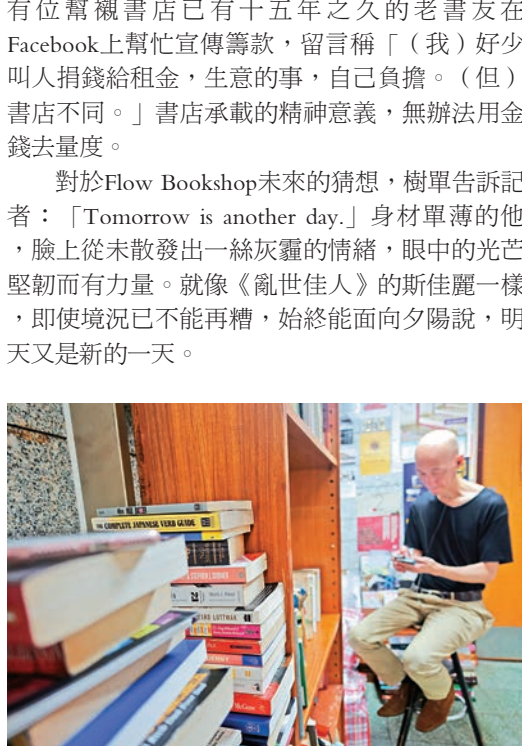 有位幫襯書店已有十五年之久的老書友在
Facebook上幫忙宣傳籌款，留言稱「（我）好少
叫人捐錢給租金，生意的事，自己負擔。（但）
書店不同。」書店承載的精神意義，無辦法用金
錢去量度。
對於Flow Bookshop未來的猜想，樹單告訴記
者：「Tomorrow is another day.」身材單薄的他
，臉上從未散發出一絲灰霾的情緒，眼中的光芒
堅韌而有力量。就像《亂世佳人》的斯佳麗一樣
，即使境況已不能再糟，始終能面向夕陽說，明
天又是新的一天。
COMPLETE JAPANESE VERB GUIDE
LUTTWAK